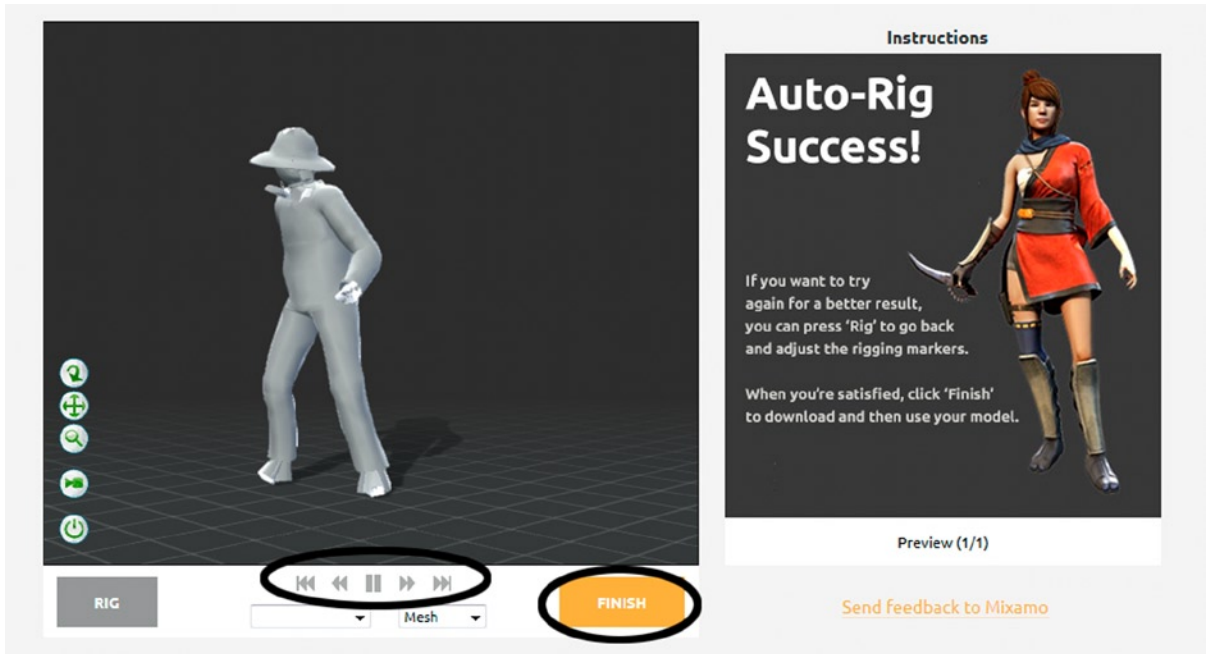 Instructions
Auto-Rig
Success!
If you want to try
again for a better result,
you can press ‘Rig’ to go back
and adjust the rigging markers.
When you’re satisfied, click ‘Finish’
to download and then use your model.
Preview (1/1)
RIG
Mesh
FINISH
Send feedback to Mixamo